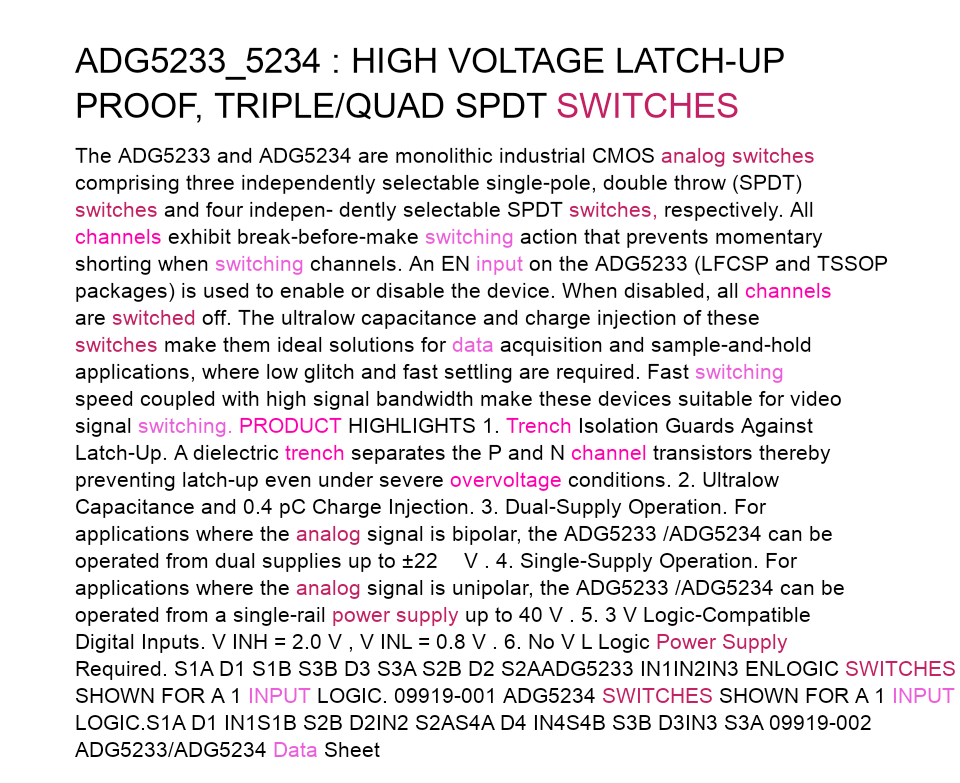 ADG5233_5234 : HIGH VOLTAGE LATCH-UP
PROOF, TRIPLE/QUAD SPDT SWITCHES
The ADG5233 and ADG5234 are monolithic industrial CMOS analog switches
comprising three independently selectable single-pole, double throw (SPDT)
switches and four indepen- dently selectable SPDT switches, respectively. All
channels exhibit break-before-make switching action that prevents momentary
shorting when switching channels. An EN input on the ADG5233 (LFCSP and TSSOP
packages) is used to enable or disable the device. When disabled, all channels
are switched off. The ultralow capacitance and charge injection of these
switches make them ideal solutions for data acquisition and sample-and-hold
applications, where low glitch and fast settling are required. Fast switching
speed coupled with high signal bandwidth make these devices suitable for video
signal switching. PRODUCT HIGHLIGHTS 1. Trench Isolation Guards Against
Latch-Up. A dielectric trench separates the P and N channel transistors thereby
preventing latch-up even under severe overvoltage conditions. 2. Ultralow
Capacitance and 0.4 pC Charge Injection. 3. Dual-Supply Operation. For
applications where the analog signal is bipolar, the ADG5233 /ADG5234 can be
operated from dual supplies up to ±22 V . 4. Single-Supply Operation. For
applications where the analog signal is unipolar, the ADG5233 /ADG5234 can be
operated from a single-rail power supply up to 40 V . 5. 3 V Logic-Compatible
Digital Inputs. V INH = 2.0 V , V INL = 0.8 V . 6. No V L Logic Power Supply
Required. S1A D1 S1B S3B D3 S3A S2B D2 S2AADG5233 IN1IN2IN3 ENLOGIC SWITCHES
SHOWN FOR A 1 INPUT LOGIC. 09919-001 ADG5234 SWITCHES SHOWN FOR A 1 INPUT
LOGIC.S1A D1 IN1S1B S2B D2IN2 S2AS4A D4 IN4S4B S3B D3IN3 S3A 09919-002
ADG5233/ADG5234 Data Sheet